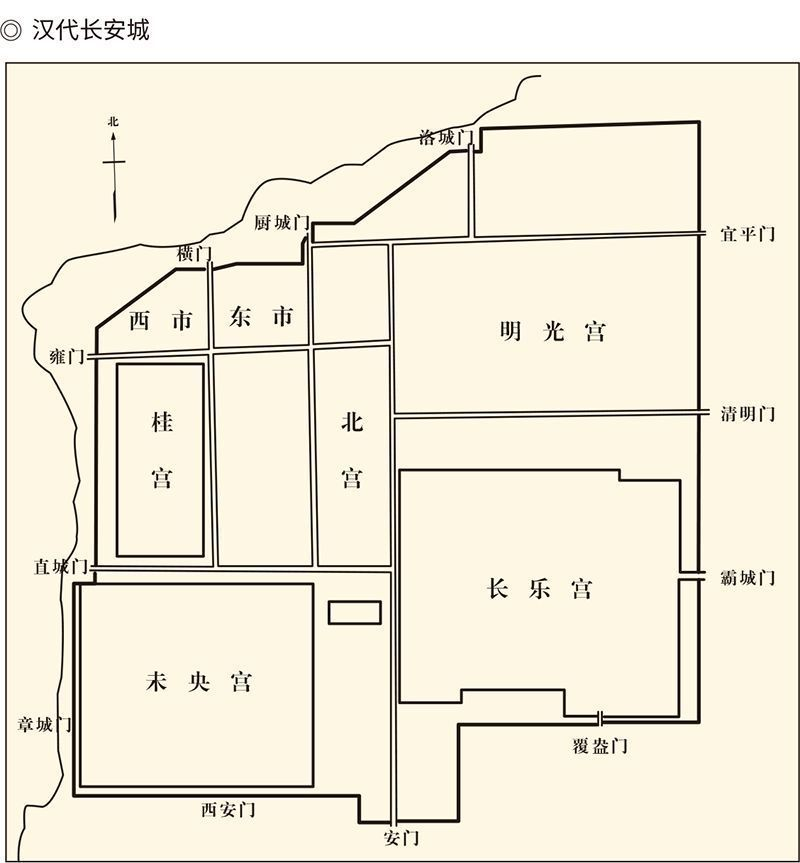 ◎ 汉代长安城
北
洛城门
厨城门
宜平门
横门
西市
东市
明光宫
雍门
桂宫
北宫
清明门
直城门
长乐宫
霸城门
未央宫
章城门
覆盎门
西安门
安门